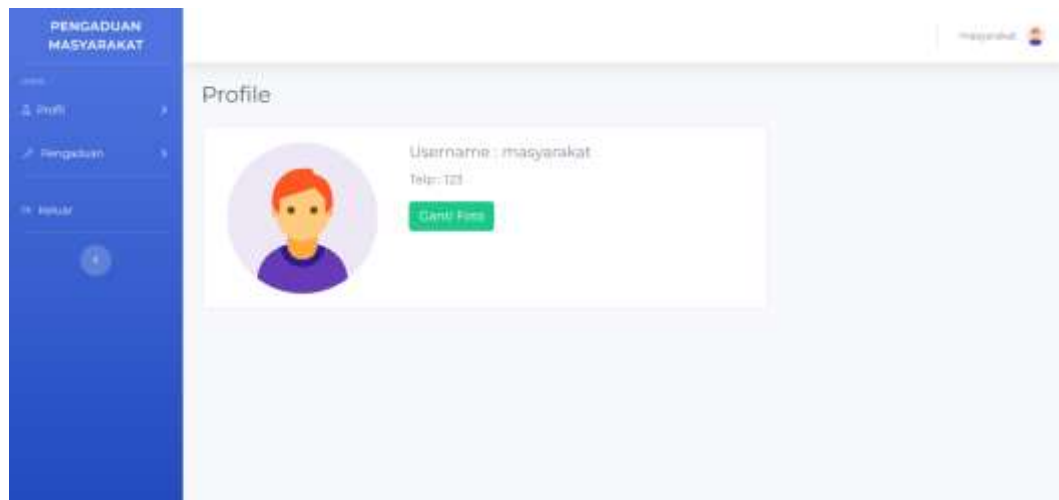 PENGADUAN
MASYARAKAT
masyarakat
Profil
Pengaduan
Keluar
Profile
Username : masyarakat
Telp : 123
Ganti Foto